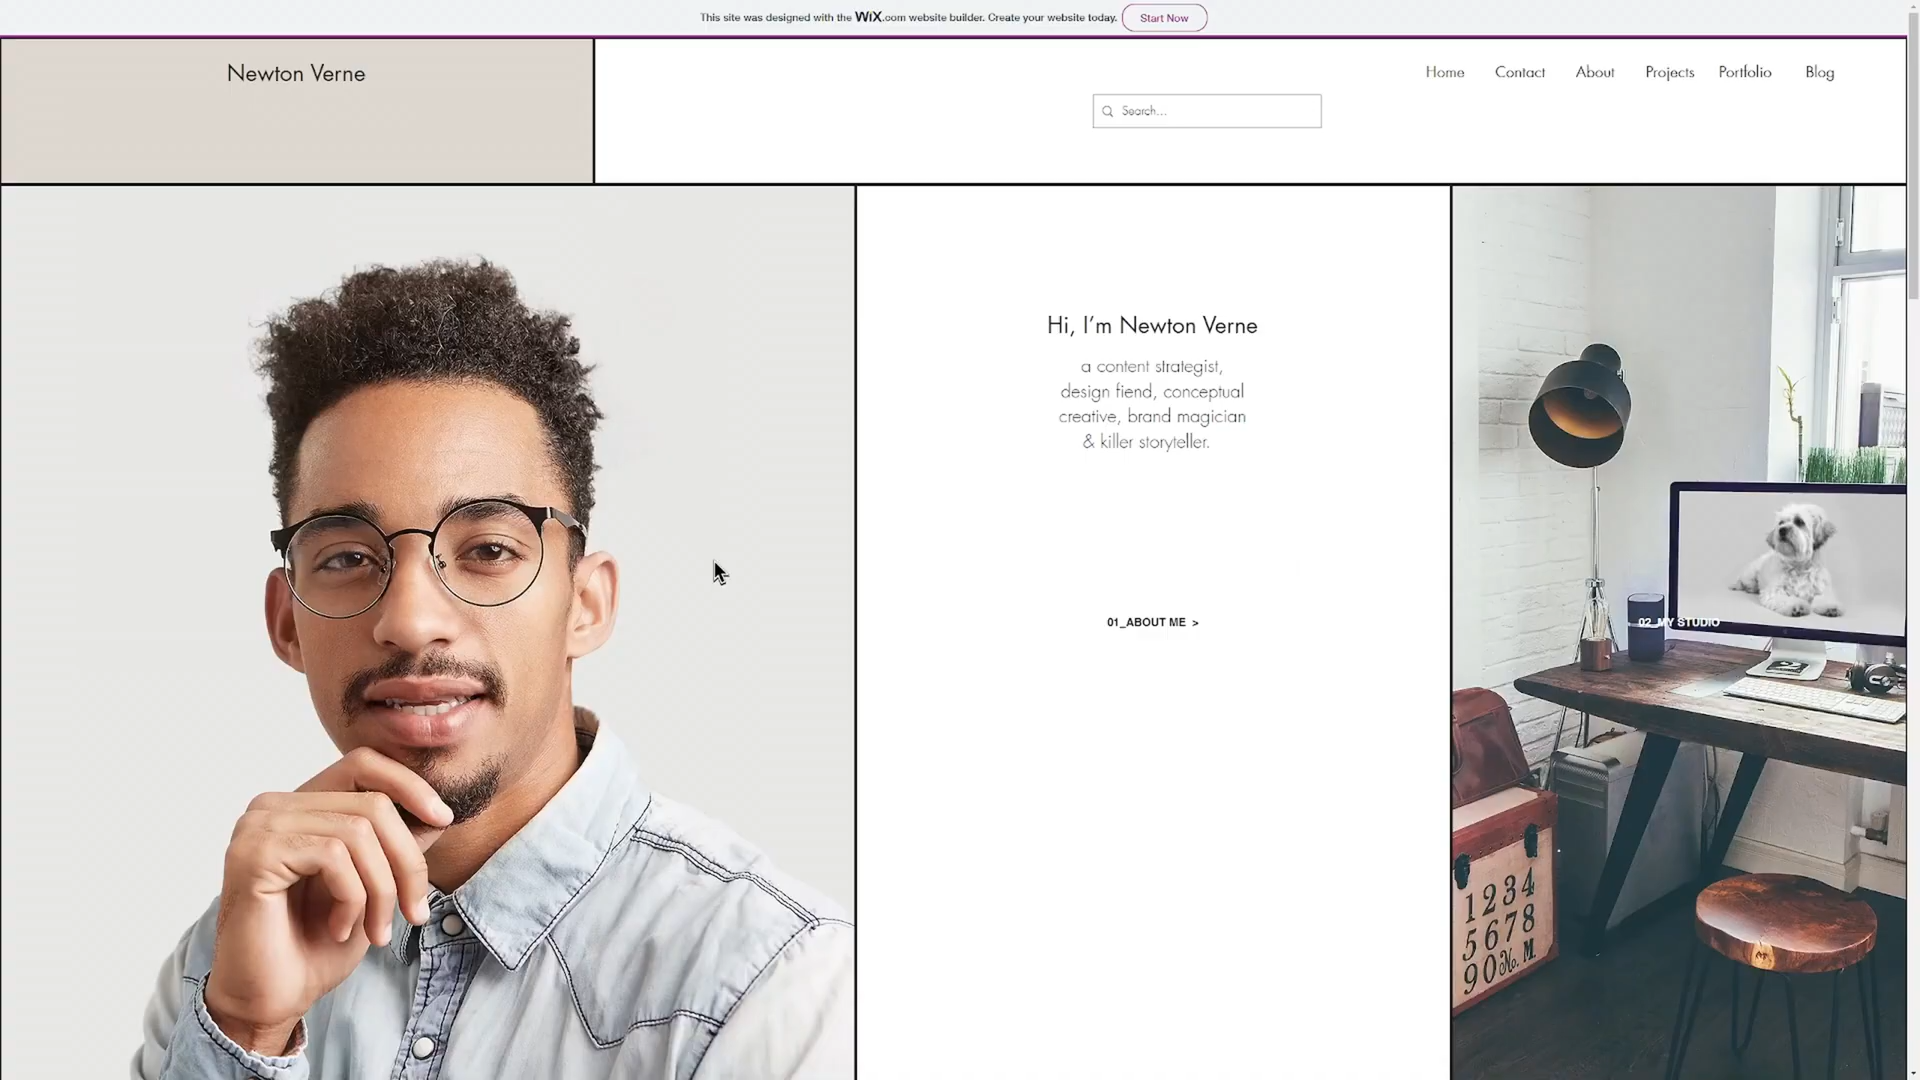 This site was designed with the WiX.com website builder. Create your website today. Start Now
Newton Verne
Home Contact About Projects Portfolio Blog
Search...
Hi, I'm Newton Verne
a content strategist,
design fiend, conceptual
creative, brand magician
& killer storyteller.
01_ABOUT ME >
02_MY STUDIO
1234
5678
90 No. M.